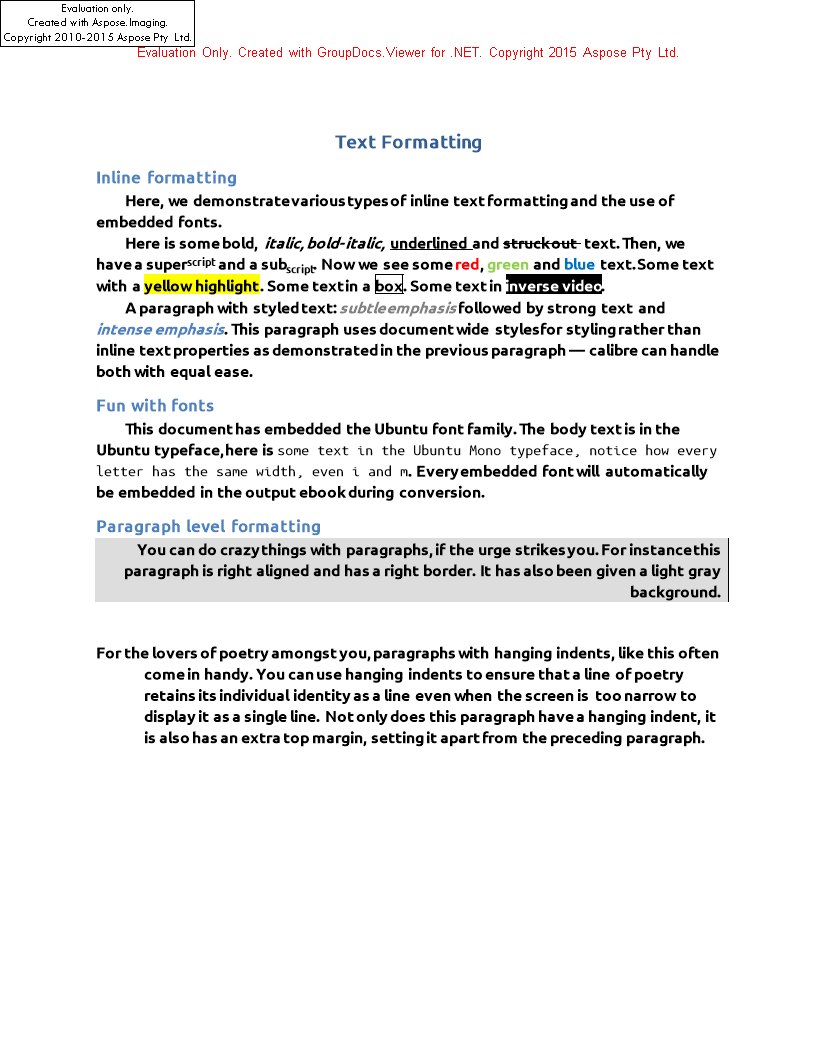 Evaluation only.
Created with Aspose.Imaging.
Copyright 2010-2015 Aspose Pty Ltd.
Evaluation Only. Created with GroupDocs.Viewer for .NET. Copyright 2015 Aspose Pty Ltd.
Text Formatting
Inline formatting
Here, we demonstrate various types of inline text formatting and the use of
embedded fonts.
Here is some bold, italic, bold-italic, underlined and struck out text. Then, we
have a superscript and a subscript. Now we see some red, green and blue text. Some text
with a yellow highlight. Some text in a box. Some text in inverse video.
A paragraph with styled text: subtle emphasis followed by strong text and
intense emphasis. This paragraph uses document wide styles for styling rather than
inline text properties as demonstrated in the previous paragraph — calibre can handle
both with equal ease.
Fun with fonts
This document has embedded the Ubuntu font family. The body text is in the
Ubuntu typeface, here is some text in the Ubuntu Mono typeface, notice how every
letter has the same width, even i and m. Every embedded font will automatically
be embedded in the output ebook during conversion.
Paragraph level formatting
You can do crazy things with paragraphs, if the urge strikes you. For instance this
paragraph is right aligned and has a right border. It has also been given a light gray
background.
For the lovers of poetry amongst you, paragraphs with hanging indents, like this often
come in handy. You can use hanging indents to ensure that a line of poetry
retains its individual identity as a line even when the screen is too narrow to
display it as a single line. Not only does this paragraph have a hanging indent, it
is also has an extra top margin, setting it apart from the preceding paragraph.